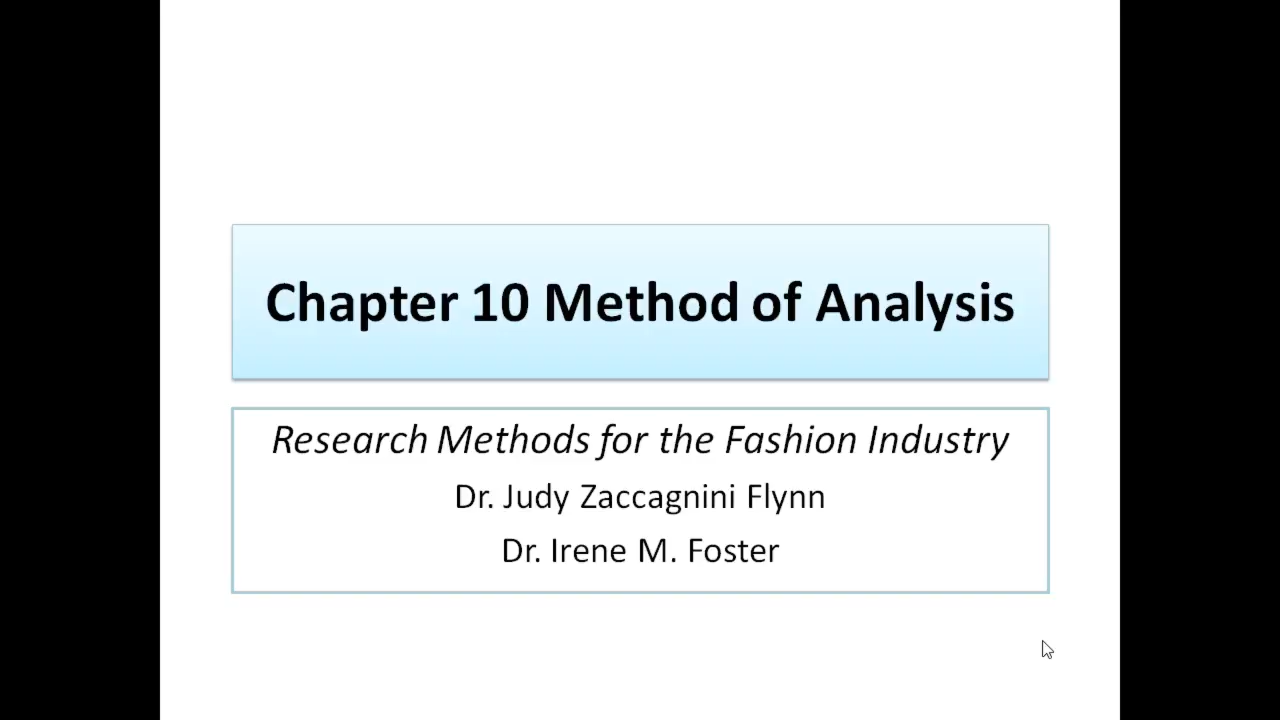 Chapter 10 Method of Analysis
Research Methods for the Fashion Industry
Dr. Judy Zaccagnini Flynn
Dr. Irene M. Foster